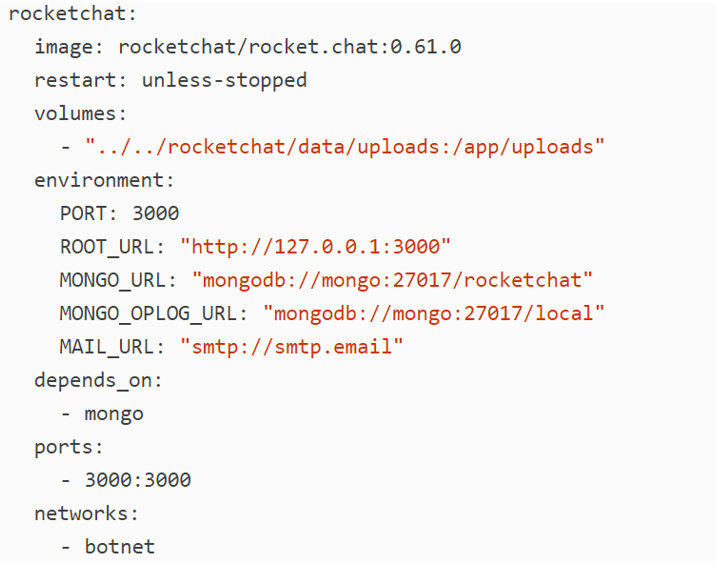 rocketchat:
  image: rocketchat/rocket.chat:0.61.0
  restart: unless-stopped
  volumes:
    - "../../rocketchat/data/uploads:/app/uploads"
  environment:
    PORT: 3000
    ROOT_URL: "http://127.0.0.1:3000"
    MONGO_URL: "mongodb://mongo:27017/rocketchat"
    MONGO_OPLOG_URL: "mongodb://mongo:27017/local"
    MAIL_URL: "smtp://smtp.email"
  depends_on:
    - mongo
  ports:
    - 3000:3000
  networks:
    - botnet